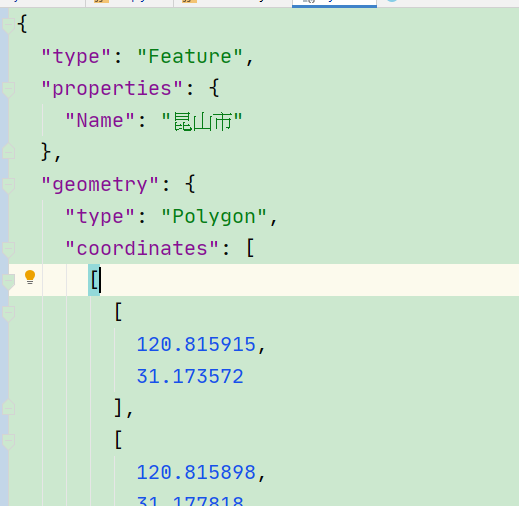 {
"type": "Feature",
"properties": {
"Name": "昆山市"
},
"geometry": {
"type": "Polygon",
"coordinates": [
[
[
120.815915,
31.173572
],
[
120.815898,
31.177818